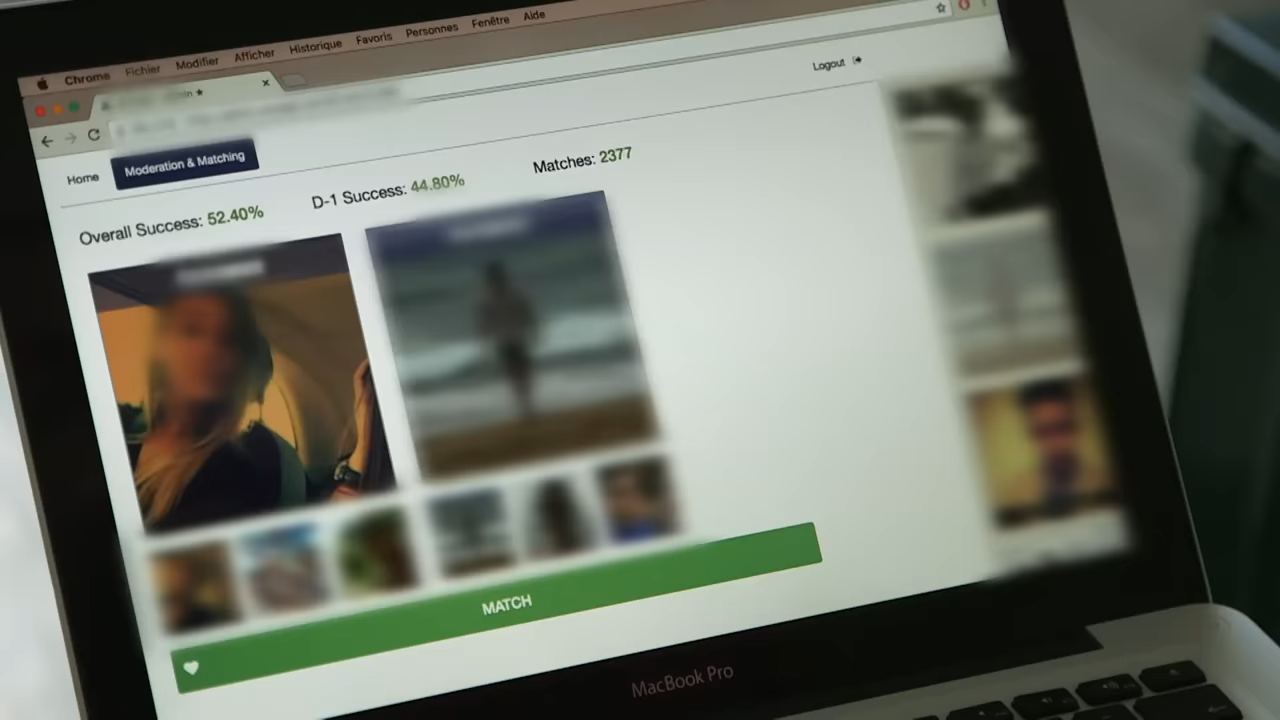 Chrome Fichier Modifier Afficher Historique Favoris Personnes Fenêtre Aide
Logout
Home Moderation & Matching
Overall Success: 52.40% D-1 Success: 44.80% Matches: 2377
MATCH
MacBook Pro